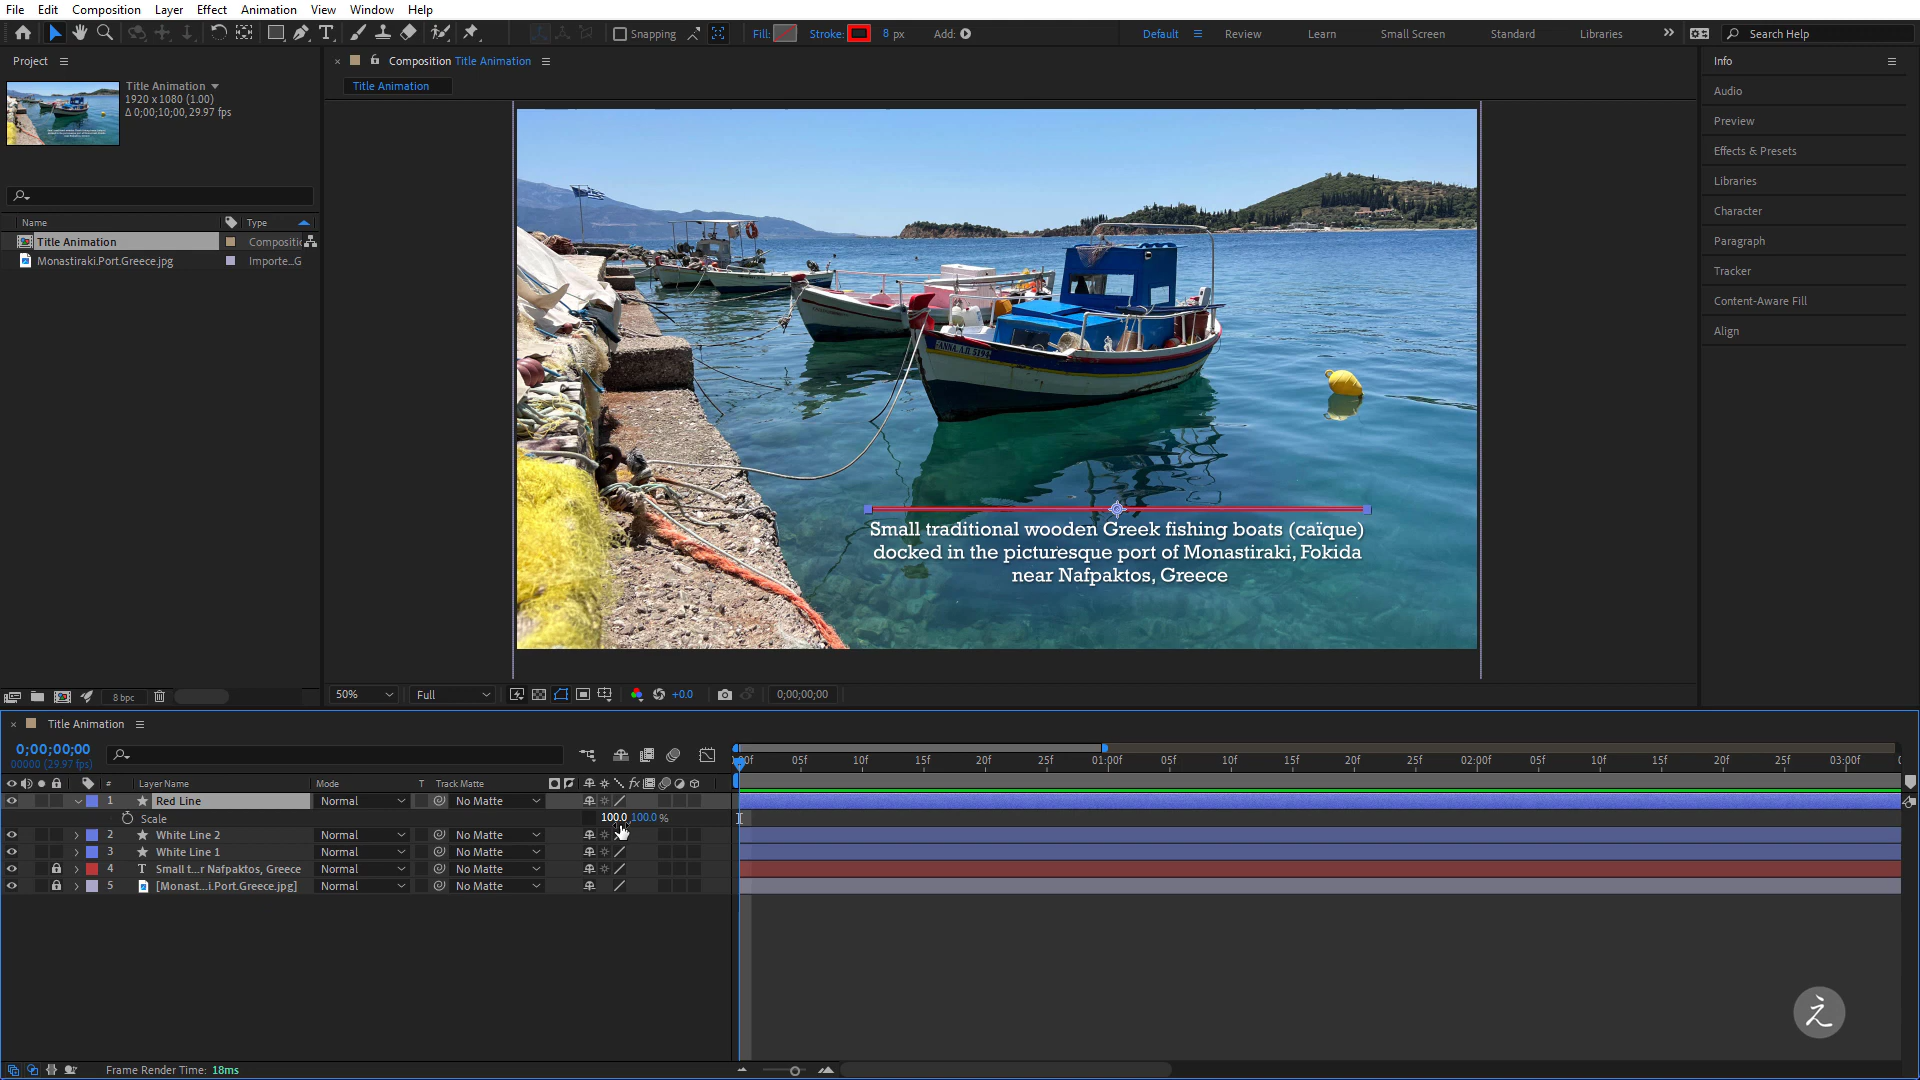 File Edit Composition Layer Effect Animation View Window Help
Snapping Fill: Stroke: 8 px Add: Default Review Learn Small Screen Standard Libraries Search Help
Project
Title Animation
1920 x 1080 (1.00)
Δ 0;00;10;00, 29.97 fps
Name Type
Title Animation Compositic
Monastiraki.Port.Greece.jpg Importe...G
8 bpc
Composition Title Animation
Title Animation
Small traditional wooden Greek fishing boats (caïque)
docked in the picturesque port of Monastiraki, Fokida
near Nafpaktos, Greece
50% Full +0.0 0;00;00;00
Info
Audio
Preview
Effects & Presets
Libraries
Character
Paragraph
Tracker
Content-Aware Fill
Align
Title Animation
0;00;00;00
00000 (29.97 fps)
05f 10f 15f 20f 25f 01:00f 05f 10f 15f 20f 25f 02:00f 05f 10f 15f 20f 25f 03:00f
# Layer Name Mode T Track Matte fx
1 Red Line Normal No Matte
Scale 100.0, 100.0 %
2 White Line 2 Normal No Matte
3 White Line 1 Normal No Matte
4 T Small t...r Nafpaktos, Greece Normal No Matte
5 [Monast...i.Port.Greece.jpg] Normal No Matte
Frame Render Time: 18ms